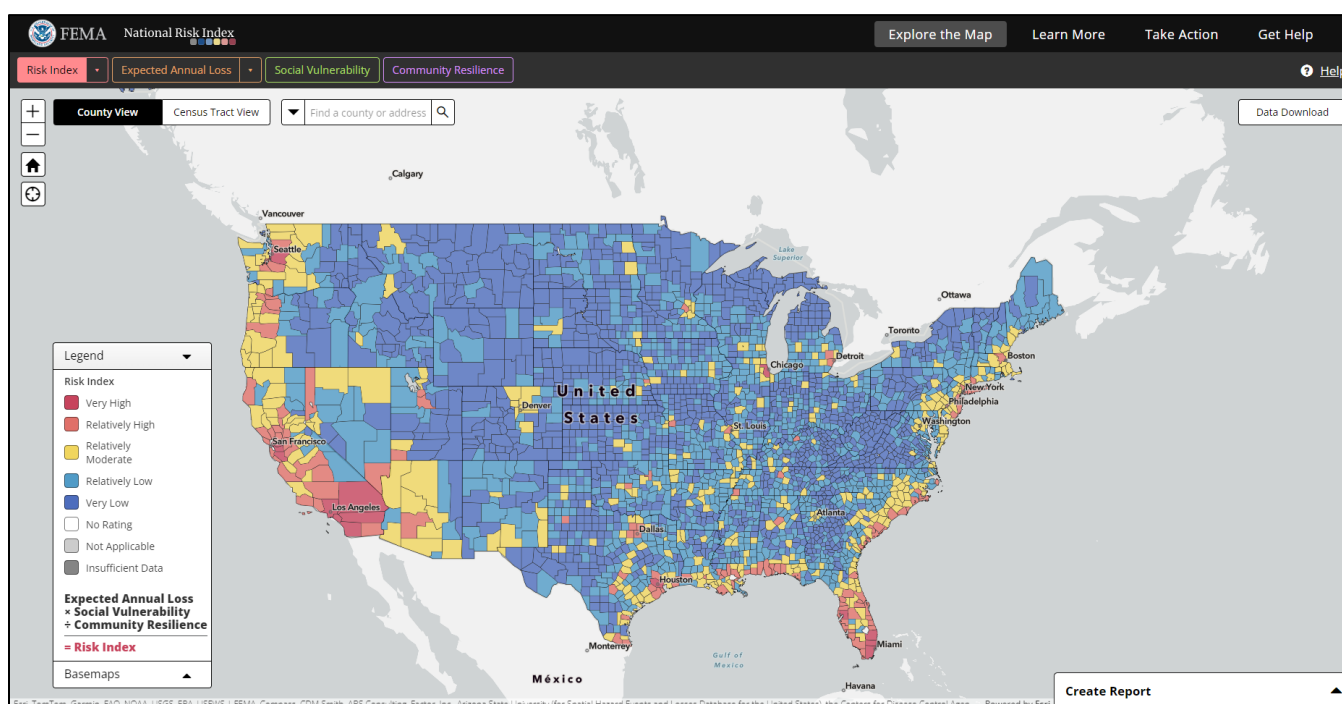 FEMA National Risk Index Explore the Map Learn More Take Action Get Help
Risk Index Expected Annual Loss Social Vulnerability Community Resilience ? Help
+ County View Census Tract View Find a county or address Data Download
−
Calgary
Vancouver
Seattle
Lake
Superior
Ottawa
Toronto
Detroit
Boston
Chicago
New York
United
Philadelphia
Denver
States
Washington
St. Louis
San Francisco
Los Angeles
Atlanta
Dallas
Houston
Miami
Monterrey
Gulf of
Mexico
México
Havana
Legend
Risk Index
Very High
Relatively High
Relatively
Moderate
Relatively Low
Very Low
No Rating
Not Applicable
Insufficient Data
Expected Annual Loss
× Social Vulnerability
÷ Community Resilience
= Risk Index
Basemaps
Create Report
Powered by Esri